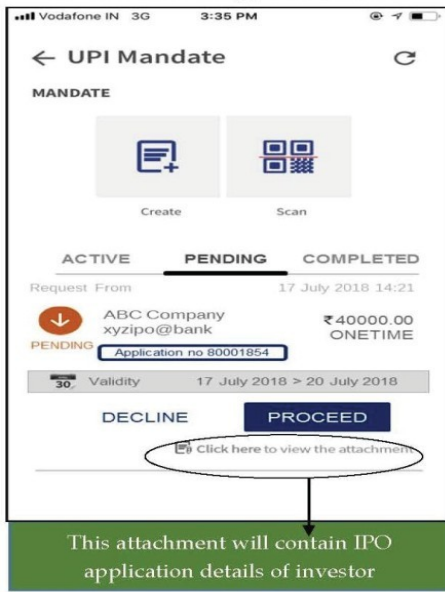 Vodafone IN 3G 3:35 PM
← UPI Mandate
MANDATE
Create Scan
ACTIVE PENDING COMPLETED
Request From 17 July 2018 14:21
ABC Company ₹40000.00
xyzipo@bank ONETIME
PENDING
Application no 80001854
30 Validity 17 July 2018 > 20 July 2018
DECLINE PROCEED
Click here to view the attachment
This attachment will contain IPO
application details of investor